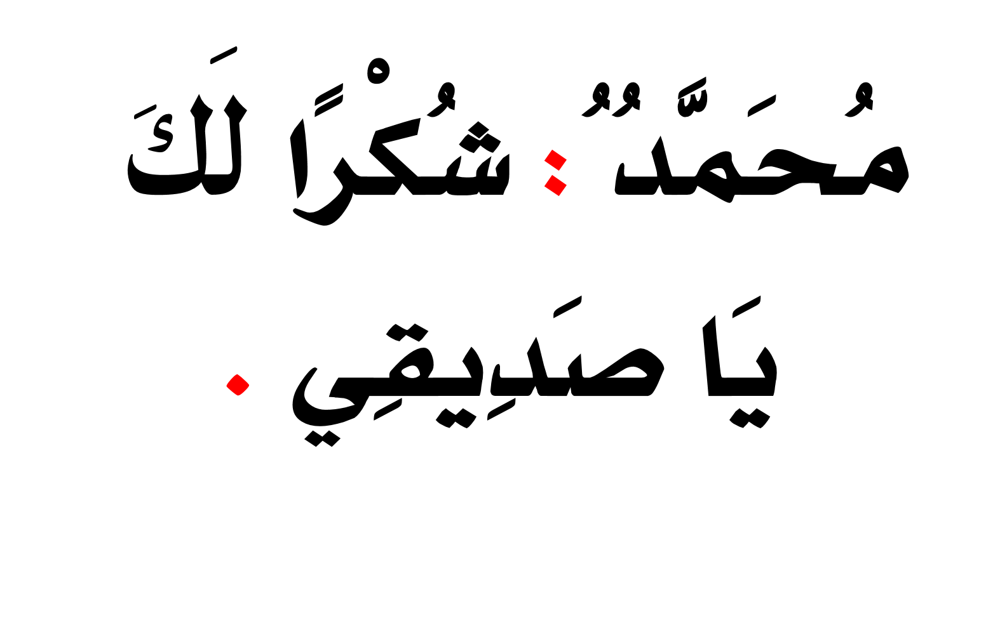 مُحَمَّدٌ : شُكْرًا لَكَ
يَا صَدِيقِي .